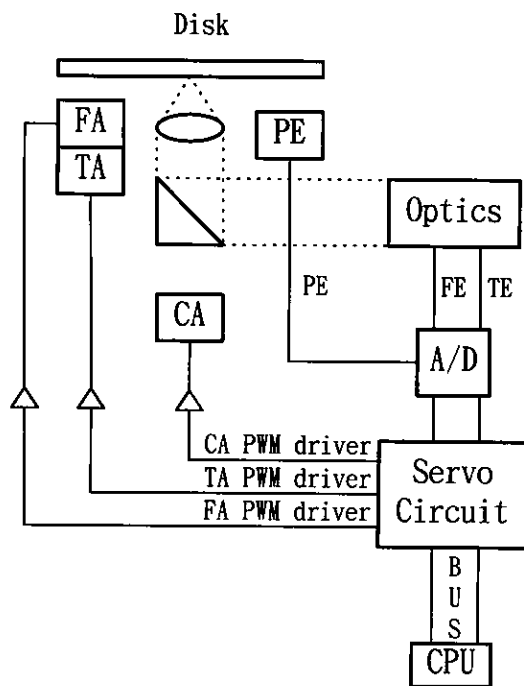 Disk
FA
TA
PE
Optics
PE
FE
TE
CA
A/D
CA PWM driver
TA PWM driver
FA PWM driver
Servo
Circuit
BUS
CPU